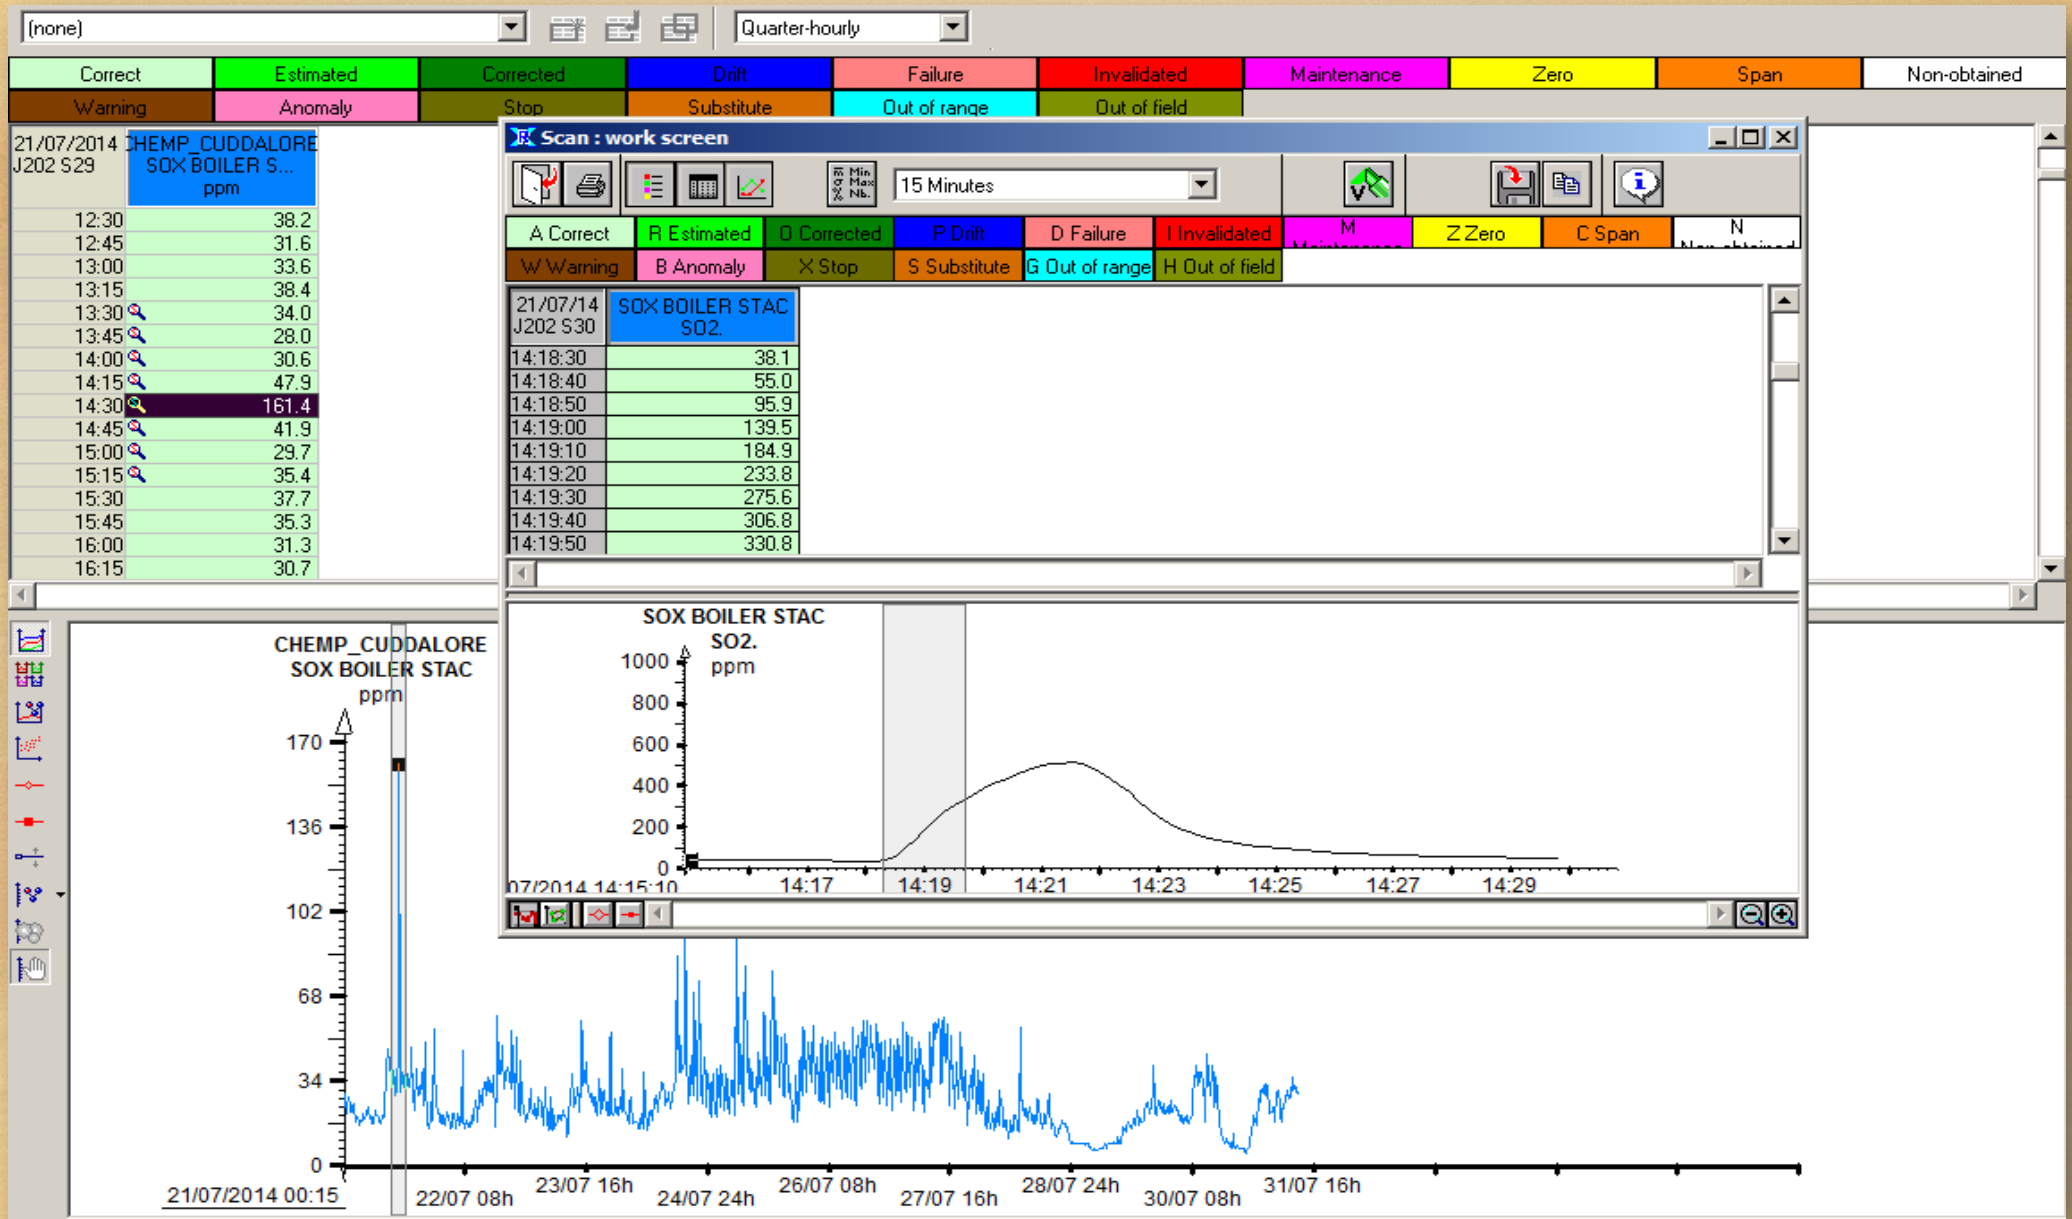 (none)
Quarter-hourly
Correct Estimated Corrected Drift Failure Invalidated Maintenance Zero Span Non-obtained
Warning Anomaly Stop Substitute Out of range Out of field
21/07/2014 CHEMP_CUDDALORE
J202 S29 SOX BOILER S...
ppm
12:30 38.2
12:45 31.6
13:00 33.6
13:15 38.4
13:30 34.0
13:45 28.0
14:00 30.6
14:15 47.9
14:30 161.4
14:45 41.9
15:00 29.7
15:15 35.4
15:30 37.7
15:45 35.3
16:00 31.3
16:15 30.7
Scan : work screen
m Min
σ Max
% Nb.
15 Minutes
A Correct R Estimated O Corrected P Drift D Failure I Invalidated M Maintenance Z Zero C Span N Non-obtained
W Warning B Anomaly X Stop S Substitute G Out of range H Out of field
21/07/14 SOX BOILER STAC
J202 S30 SO2.
14:18:30 38.1
14:18:40 55.0
14:18:50 95.9
14:19:00 139.5
14:19:10 184.9
14:19:20 233.8
14:19:30 275.6
14:19:40 306.8
14:19:50 330.8
SOX BOILER STAC
SO2.
ppm
1000
800
600
400
200
0
07/2014 14:15:10 14:17 14:19 14:21 14:23 14:25 14:27 14:29
CHEMP_CUDDALORE
SOX BOILER STAC
ppm
170
136
102
68
34
0
21/07/2014 00:15 22/07 08h 23/07 16h 24/07 24h 26/07 08h 27/07 16h 28/07 24h 30/07 08h 31/07 16h